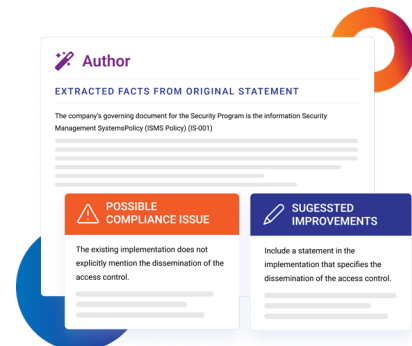 Author
EXTRACTED FACTS FROM ORIGINAL STATEMENT
The company's governing document for the Security Program is the information Security
Management SystemsPolicy (ISMS Policy) (IS-001)
POSSIBLE
COMPLIANCE ISSUE
The existing implementation does not
explicitly mention the dissemination of the
access control.
SUGESSTED
IMPROVEMENTS
Include a statement in the
implementation that specifies the
dissemination of the access control.